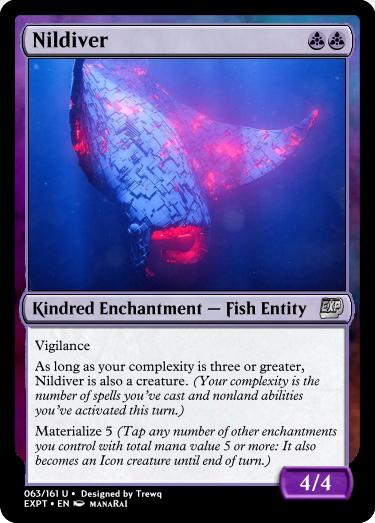 Nildiver
Kindred Enchantment — Fish Entity
EXP
Vigilance
As long as your complexity is three or greater,
Nildiver is also a creature. (Your complexity is the
number of spells you've cast and nonland abilities
you've activated this turn.)
Materialize 5 (Tap any number of other enchantments
you control with total mana value 5 or more: It also
becomes an Icon creature until end of turn.)
4/4
063/161 U • Designed by Trewq
EXPT • EN MANARAI